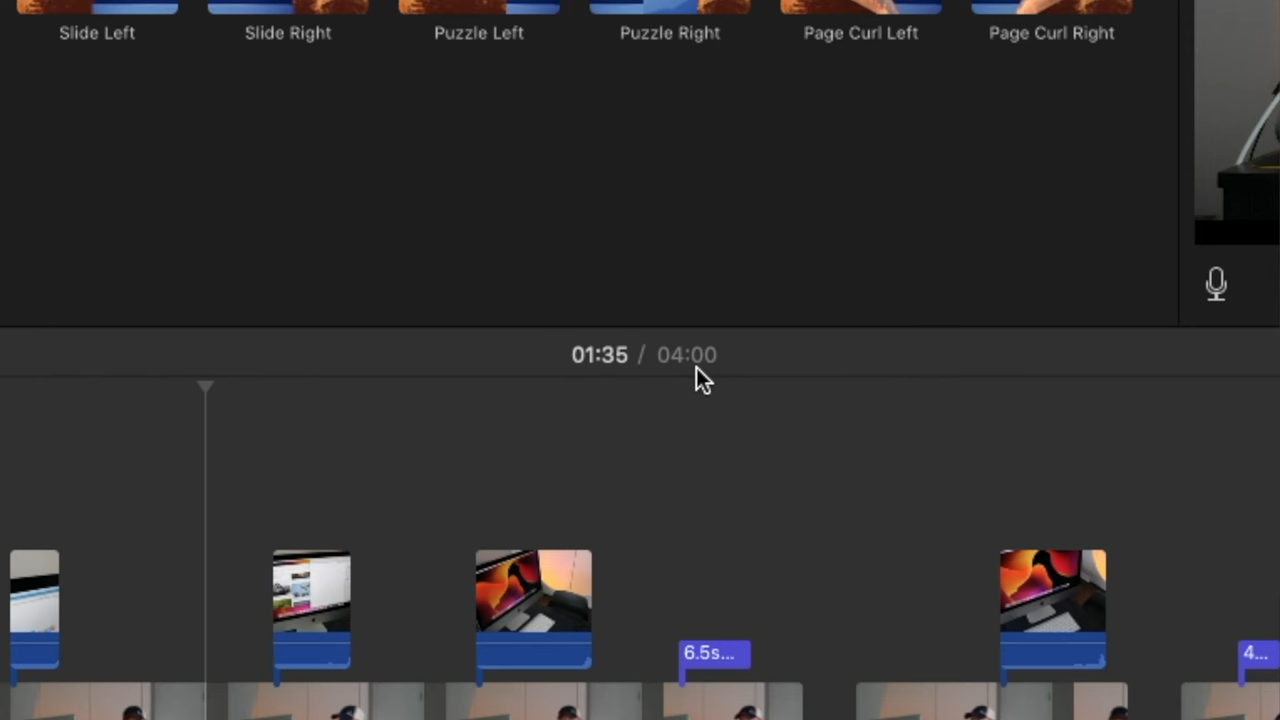 Slide Left Slide Right Puzzle Left Puzzle Right Page Curl Left Page Curl Right
01:35 / 04:00
6.5s... 4...